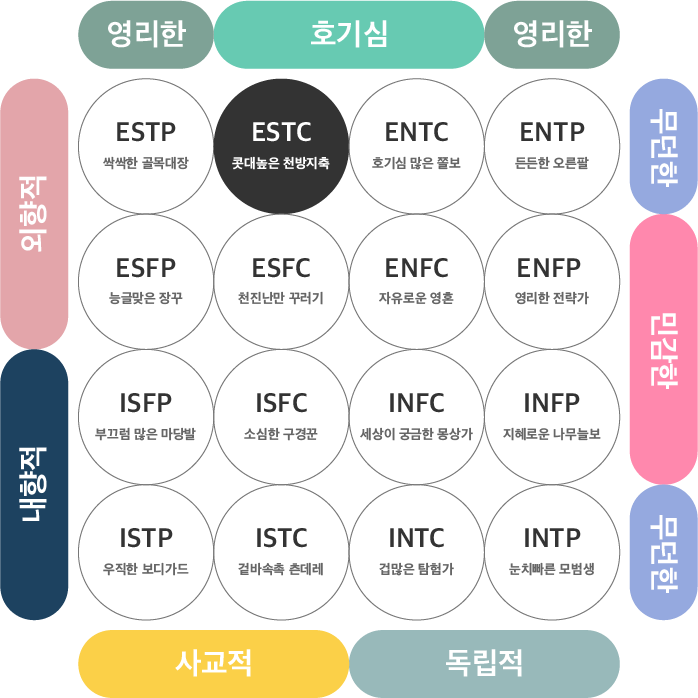 영리한
호기심
영리한
외향적
내향적
ESTP
싹싹한 골목대장
ESTC
콧대높은 천방지축
ENTC
호기심 많은 쫄보
ENTP
든든한 오른팔
ESFP
능글맞은 장꾸
ESFC
천진난만 꾸러기
ENFC
자유로운 영혼
ENFP
영리한 전략가
ISFP
부끄럼 많은 마당발
ISFC
소심한 구경꾼
INFC
세상이 궁금한 몽상가
INFP
지혜로운 나무늘보
ISTP
우직한 보디가드
ISTC
겉바속촉 츤데레
INTC
겁많은 탐험가
INTP
눈치빠른 모범생
무던한
민감한
무던한
사교적
독립적